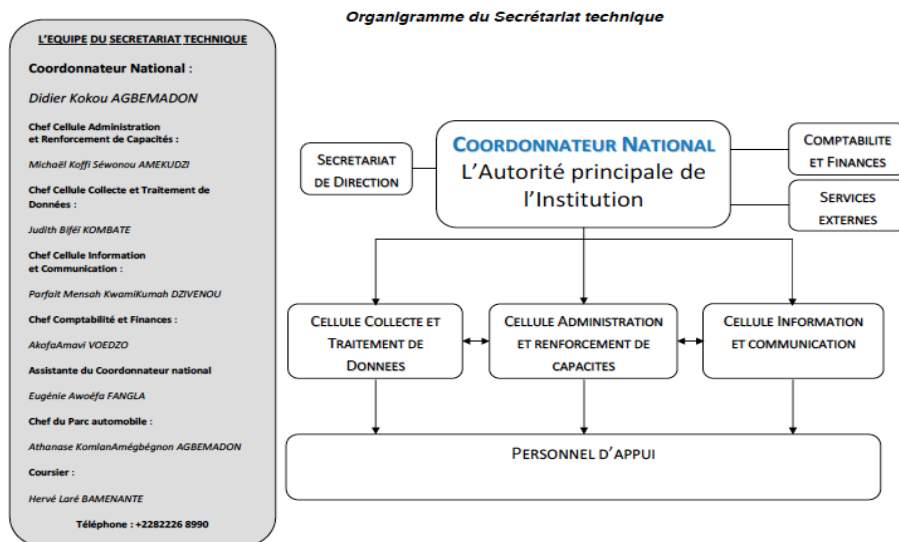 Organigramme du Secrétariat technique
L'EQUIPE DU SECRETARIAT TECHNIQUE
Coordonnateur National :
Didier Kokou AGBEMADON
Chef Cellule Administration
et Renforcement de Capacités :
Michaël Koffi Séwonou AMEKUDZI
Chef Cellule Collecte et Traitement de
Données :
Judith Biféï KOMBATE
Chef Cellule Information
et Communication :
Parfait Mensah KwamiKumah DZIVENOU
Chef Comptabilité et Finances :
AkofaAmavi VOEDZO
Assistante du Coordonnateur national
Eugénie Awoéfa FANGLA
Chef du Parc automobile :
Athanase KomlanAmégbégnon AGBEMADON
Coursier :
Hervé Laré BAMENANTE
Téléphone : +2282226 8990
SECRETARIAT
DE DIRECTION
COORDONNATEUR NATIONAL
L'Autorité principale de
l'Institution
COMPTABILITE
ET FINANCES
SERVICES
EXTERNES
CELLULE COLLECTE ET
TRAITEMENT DE
DONNEES
CELLULE ADMINISTRATION
ET RENFORCEMENT DE
CAPACITES
CELLULE INFORMATION
ET COMMUNICATION
PERSONNEL D'APPUI